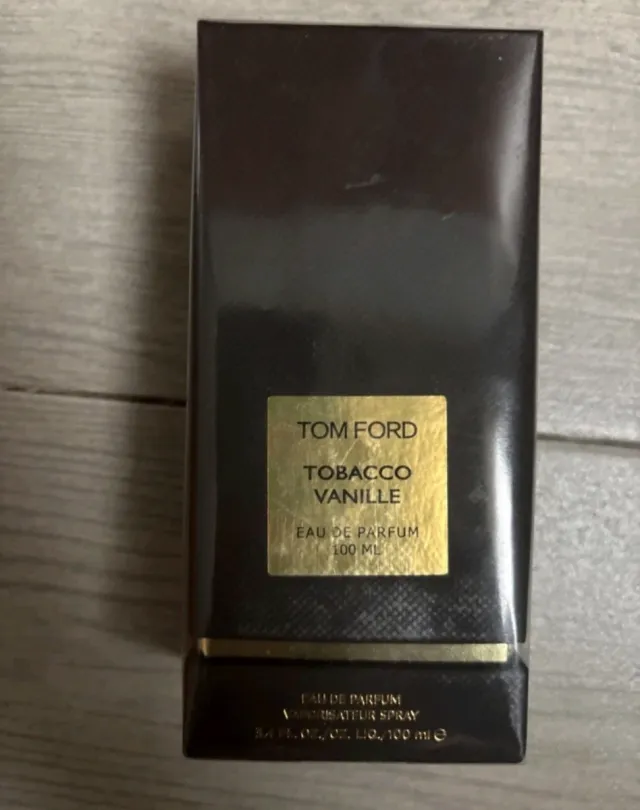 TOM FORD
TOBACCO
VANILLE
EAU DE PARFUM
100 ML
EAU DE PARFUM
VAPORISATEUR SPRAY
3.4 FL. OZ./OZ. LIQ./100 ml ℮